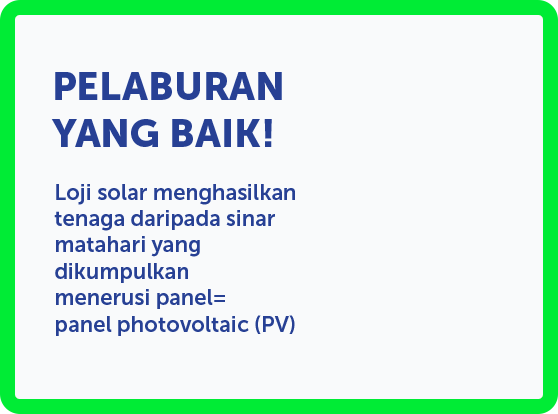 PELABURAN
YANG BAIK!
Loji solar menghasilkan
tenaga daripada sinar
matahari yang
dikumpulkan
menerusi panel=
panel photovoltaic (PV)